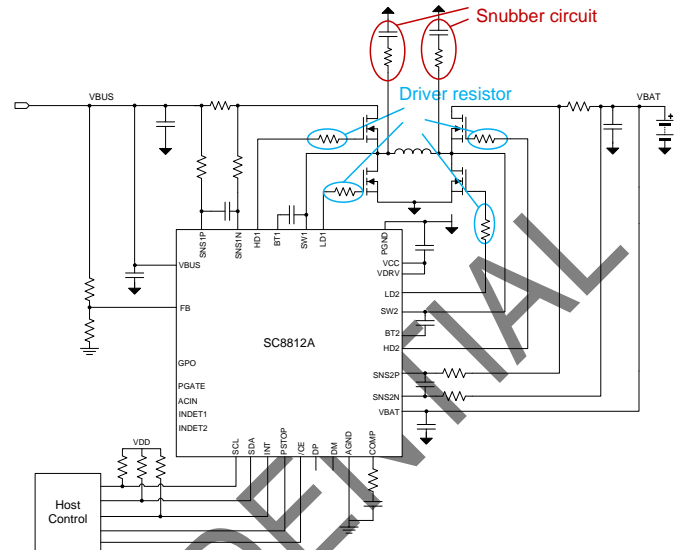 Snubber circuit
VBUS
Driver resistor
VBAT
SNS1P
SNS1N
HD1
BT1
SW1
LD1
PGND
VBUS
VCC
VDRV
LD2
FB
SW2
BT2
SC8812A
HD2
GPO
SNS2P
PGATE
ACIN
SNS2N
INDET1
VBAT
INDET2
VDD
SCL
SDA
INT
PSTOP
/CE
DP
DM
AGND
COMP
Host
Control
DENTIAL